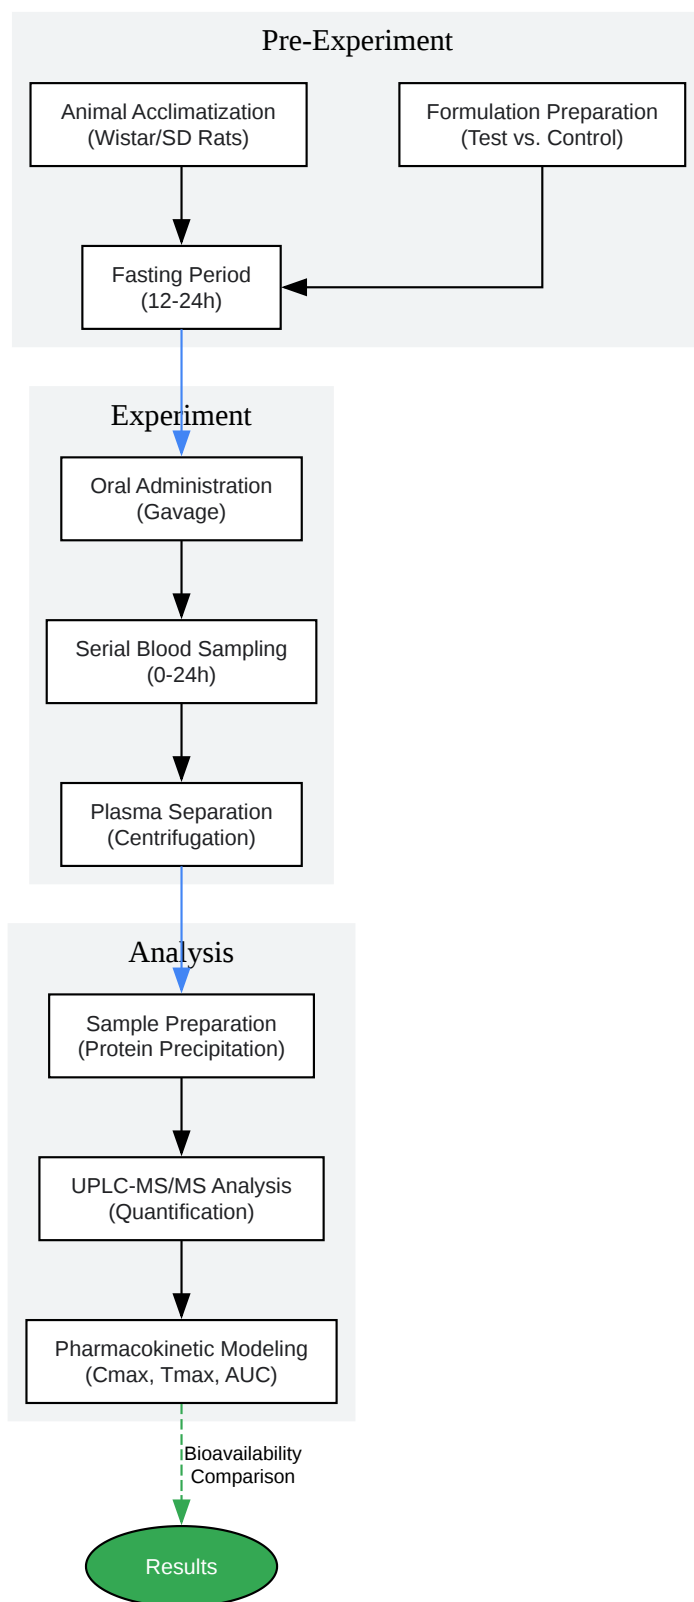 Pre-Experiment
Animal Acclimatization
(Wistar/SD Rats)
Formulation Preparation
(Test vs. Control)
Fasting Period
(12-24h)
Experiment
Oral Administration
(Gavage)
Serial Blood Sampling
(0-24h)
Plasma Separation
(Centrifugation)
Analysis
Sample Preparation
(Protein Precipitation)
UPLC-MS/MS Analysis
(Quantification)
Pharmacokinetic Modeling
(Cmax, Tmax, AUC)
Bioavailability
Comparison
Results